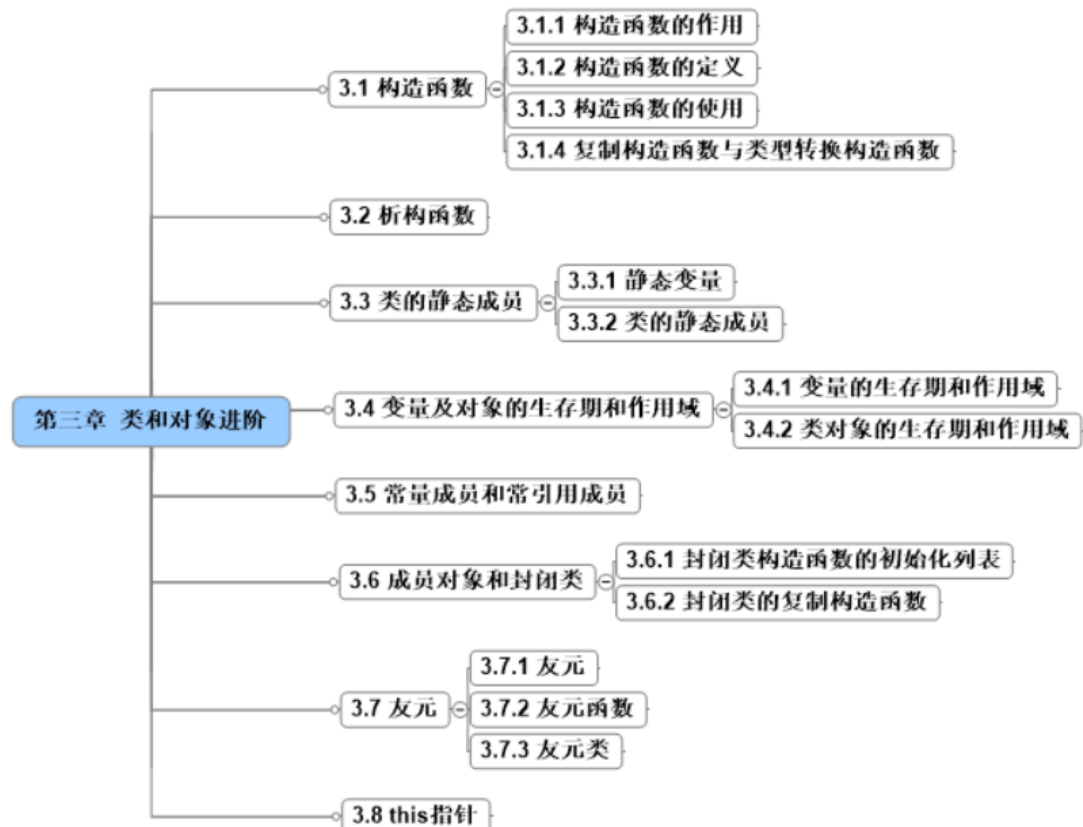 3.1.1 构造函数的作用
3.1.2 构造函数的定义
3.1 构造函数
3.1.3 构造函数的使用
3.1.4 复制构造函数与类型转换构造函数
3.2 析构函数
3.3 类的静态成员
3.3.1 静态变量
3.3.2 类的静态成员
第三章 类和对象进阶
3.4 变量及对象的生存期和作用域
3.4.1 变量的生存期和作用域
3.4.2 类对象的生存期和作用域
3.5 常量成员和常引用成员
3.6 成员对象和封闭类
3.6.1 封闭类构造函数的初始化列表
3.6.2 封闭类的复制构造函数
3.7 友元
3.7.1 友元
3.7.2 友元函数
3.7.3 友元类
3.8 this指针